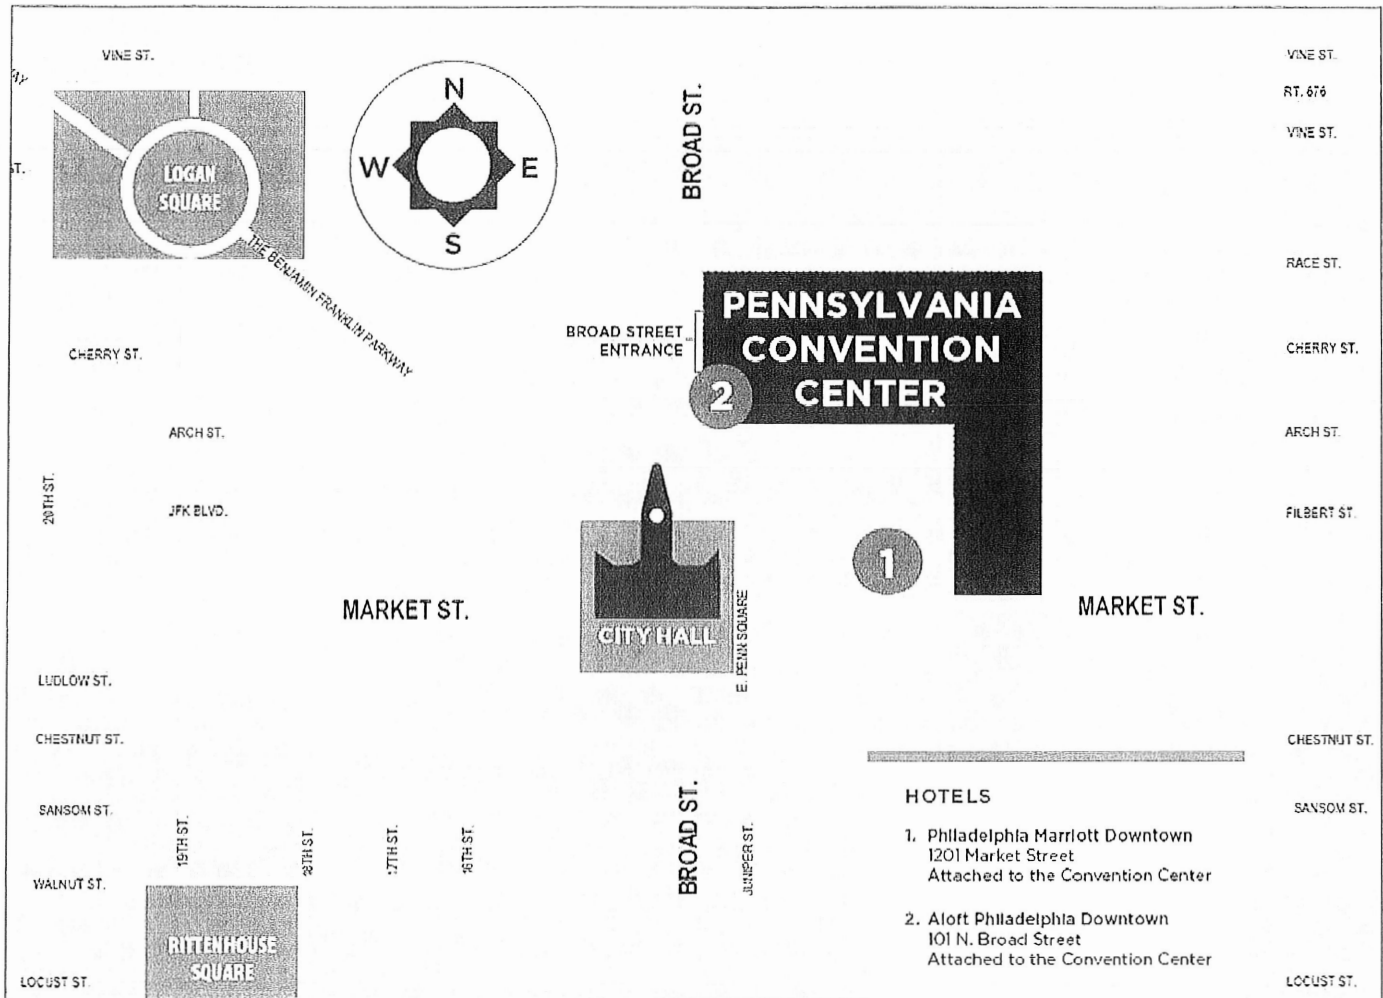 VINE ST.
VINE ST.
AY
RT. 676
VINE ST.
N
W
E
S
BROAD ST.
ST.
LOGAN
SQUARE
THE BENJAMIN FRANKLIN PARKWAY
RACE ST.
PENNSYLVANIA
CONVENTION
CENTER
BROAD STREET
ENTRANCE
CHERRY ST.
CHERRY ST.
2
ARCH ST.
ARCH ST.
20TH ST.
JFK BLVD.
FILBERT ST.
1
MARKET ST.
CITY HALL
E. PENN SQUARE
MARKET ST.
LUDLOW ST.
CHESTNUT ST.
CHESTNUT ST.
SANSOM ST.
SANSOM ST.
19TH ST.
18TH ST.
17TH ST.
16TH ST.
BROAD ST.
JUNIPER ST.
WALNUT ST.
RITTENHOUSE
SQUARE
LOCUST ST.
LOCUST ST.
HOTELS
1. Philadelphia Marriott Downtown
1201 Market Street
Attached to the Convention Center
2. Aloft Philadelphia Downtown
101 N. Broad Street
Attached to the Convention Center